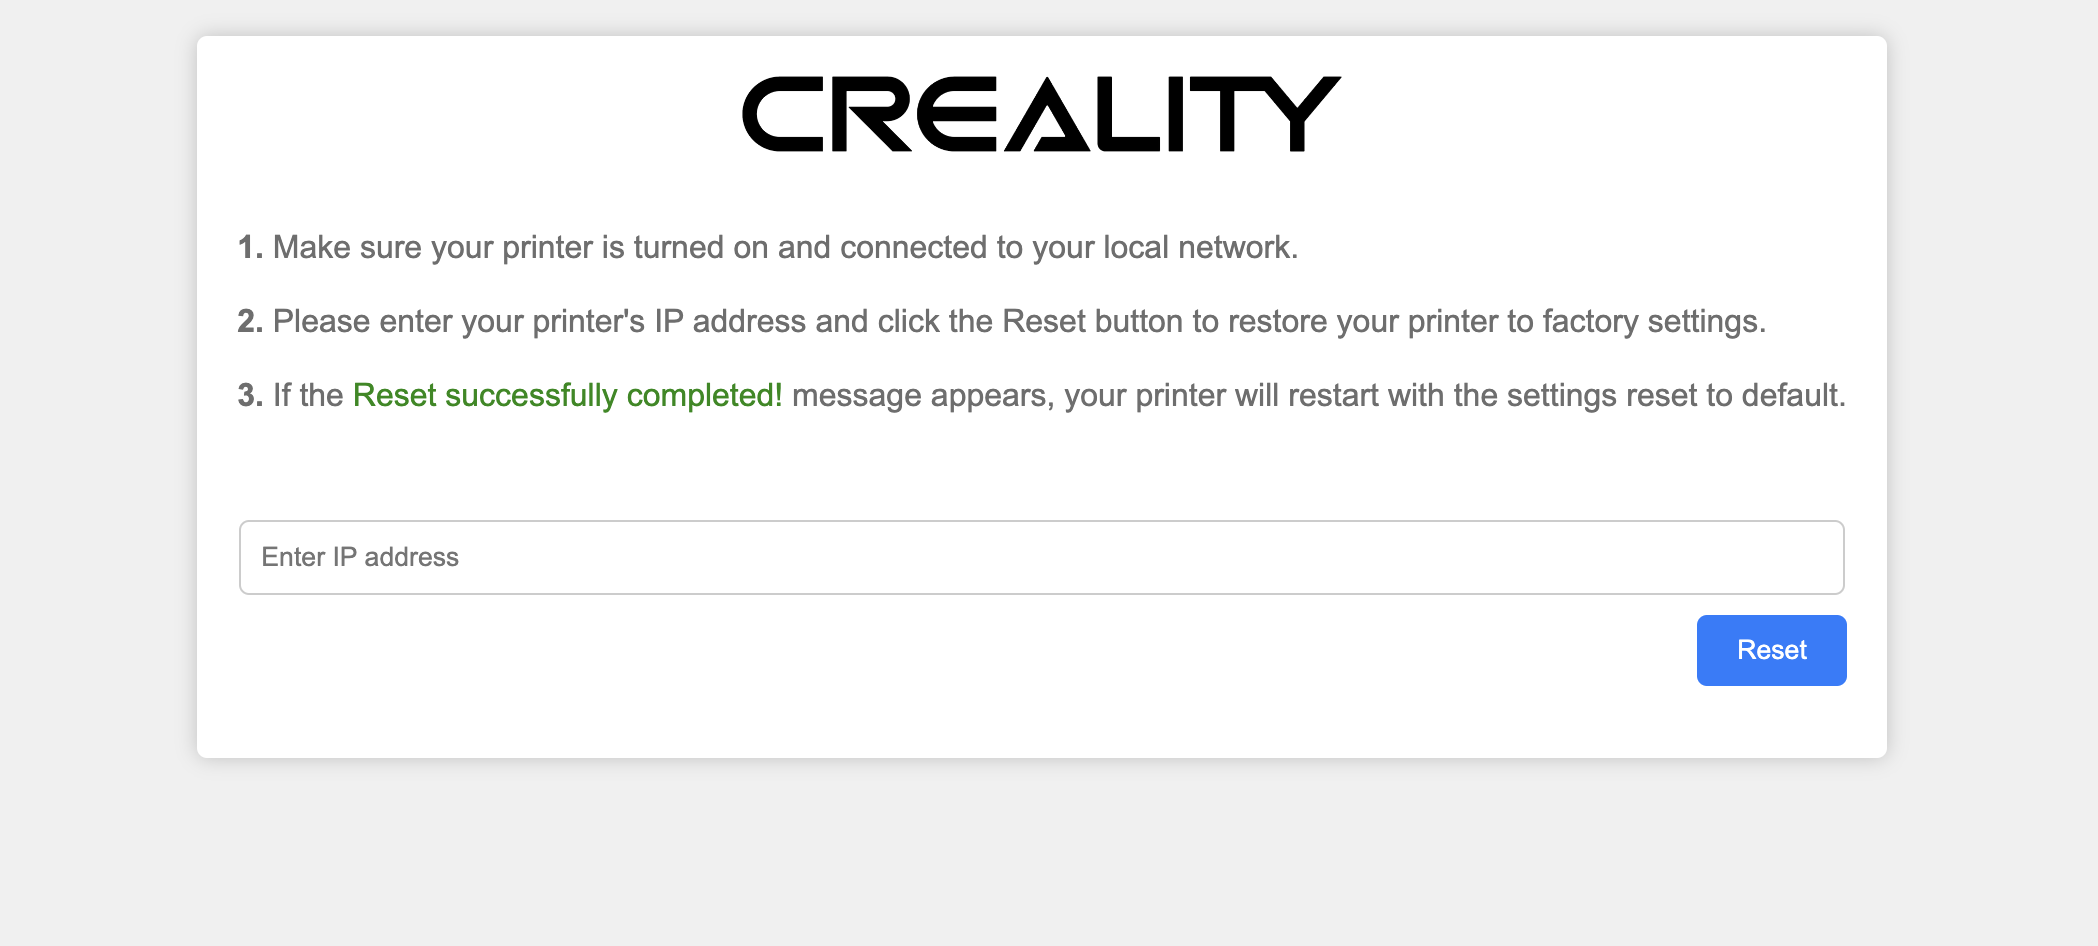 CREALITY
1. Make sure your printer is turned on and connected to your local network.
2. Please enter your printer's IP address and click the Reset button to restore your printer to factory settings.
3. If the Reset successfully completed! message appears, your printer will restart with the settings reset to default.
Enter IP address
Reset